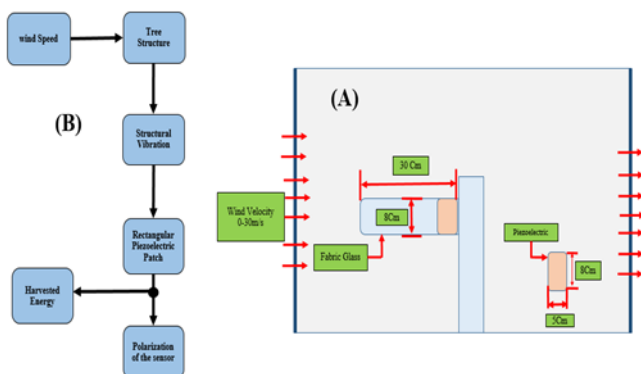 wind Speed
Tree
Structure
(B)
Structural
Vibration
Rectangular
Piezoelectric
Patch
Harvested
Energy
Polarization
of the sensor
(A)
30 Cm
Wind Velocity
0-30m/s
8Cm
Fabric Glass
Piezoelectric
8Cm
5Cm